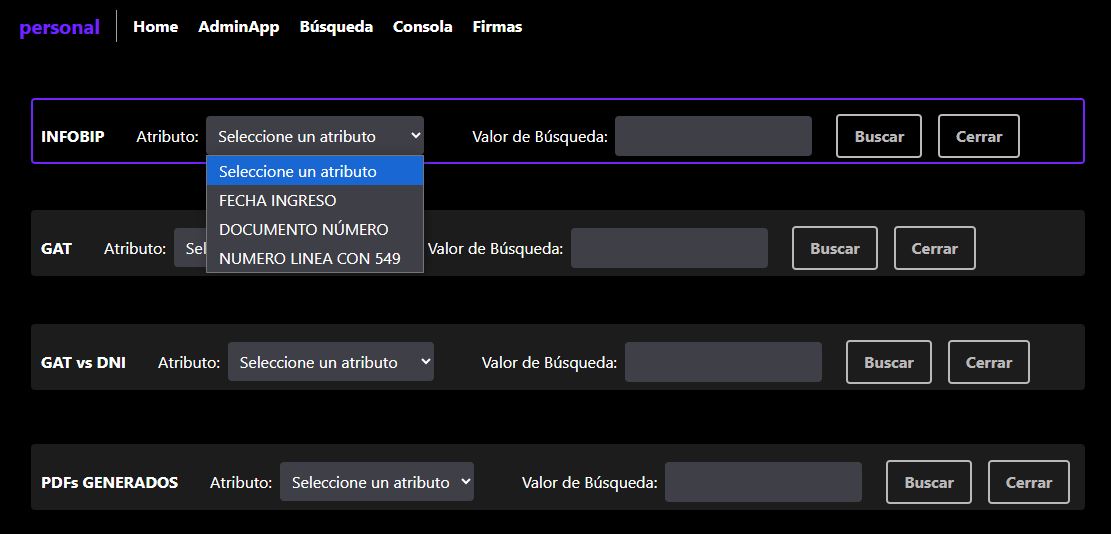 personal Home AdminApp Búsqueda Consola Firmas
INFOBIP Atributo: Seleccione un atributo Valor de Búsqueda: Buscar Cerrar
Seleccione un atributo
FECHA INGRESO
DOCUMENTO NÚMERO
NUMERO LINEA CON 549
GAT Atributo: Sel Valor de Búsqueda: Buscar Cerrar
GAT vs DNI Atributo: Seleccione un atributo Valor de Búsqueda: Buscar Cerrar
PDFs GENERADOS Atributo: Seleccione un atributo Valor de Búsqueda: Buscar Cerrar